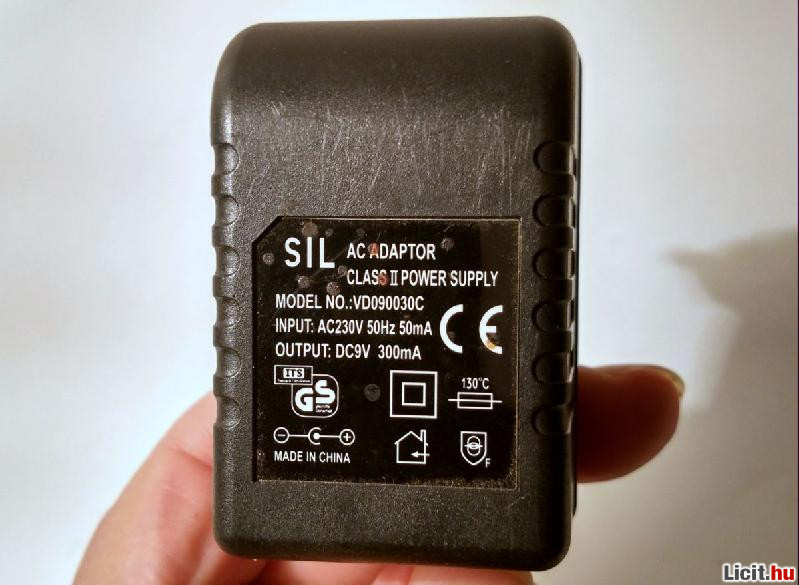 SIL AC ADAPTOR
CLASS II POWER SUPPLY
MODEL NO.:VD090030C
INPUT: AC230V 50Hz 50mA
OUTPUT: DC9V 300mA
CE
ITS
GS
130°C
F
MADE IN CHINA
Licit.hu